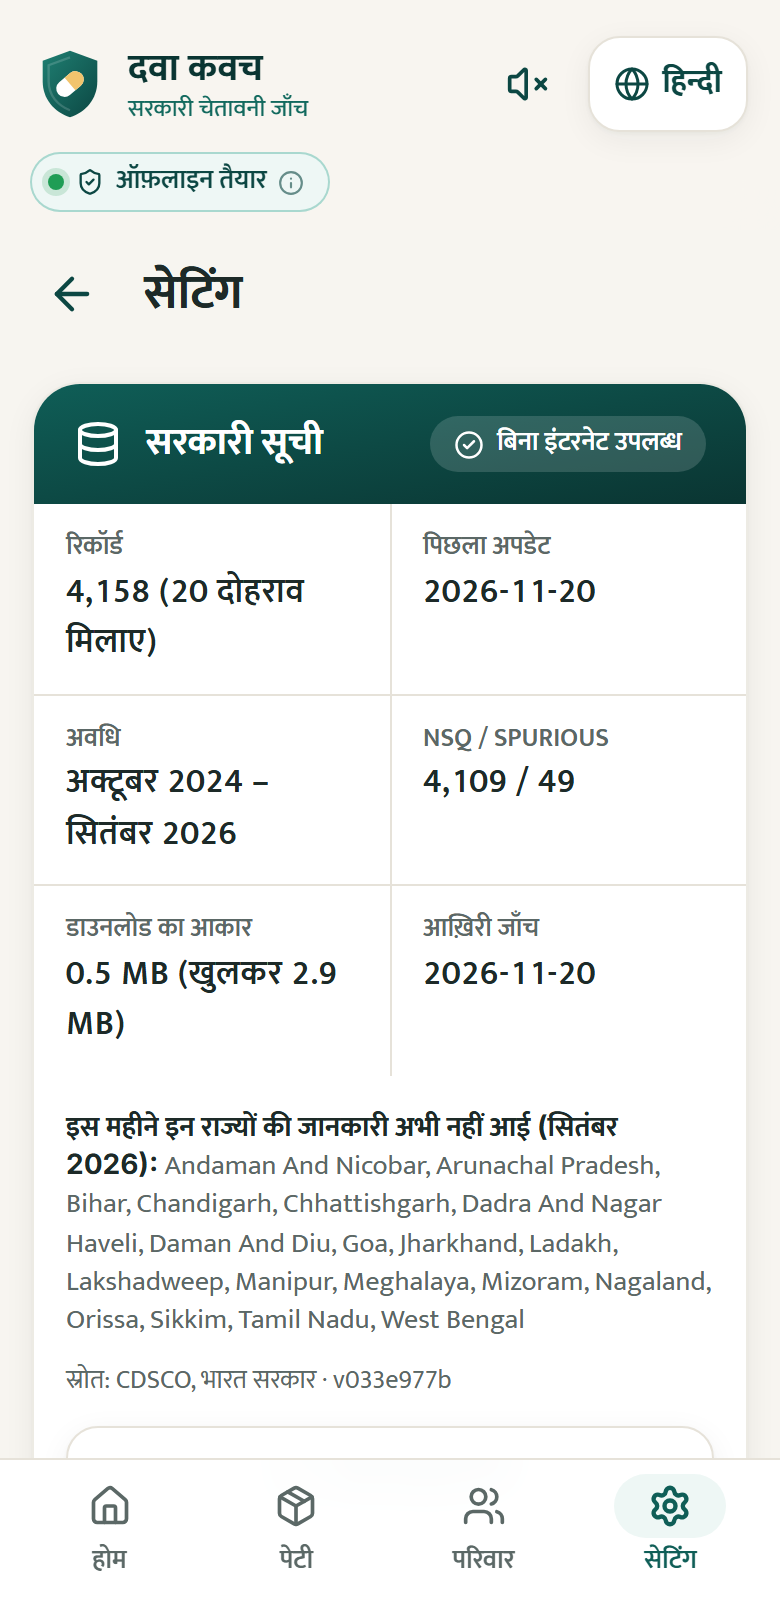 दवा कवच
सरकारी चेतावनी जाँच
हिन्दी
ऑफ़लाइन तैयार
सेटिंग
सरकारी सूची
बिना इंटरनेट उपलब्ध
रिकॉर्ड
4,158 (20 दोहराव
मिलाए)
पिछला अपडेट
2026-11-20
अवधि
अक्टूबर 2024 –
सितंबर 2026
NSQ / SPURIOUS
4,109 / 49
डाउनलोड का आकार
0.5 MB (खुलकर 2.9
MB)
आख़िरी जाँच
2026-11-20
इस महीने इन राज्यों की जानकारी अभी नहीं आई (सितंबर
2026): Andaman And Nicobar, Arunachal Pradesh,
Bihar, Chandigarh, Chhattishgarh, Dadra And Nagar
Haveli, Daman And Diu, Goa, Jharkhand, Ladakh,
Lakshadweep, Manipur, Meghalaya, Mizoram, Nagaland,
Orissa, Sikkim, Tamil Nadu, West Bengal
स्रोत: CDSCO, भारत सरकार · v033e977b
होम
पेटी
परिवार
सेटिंग